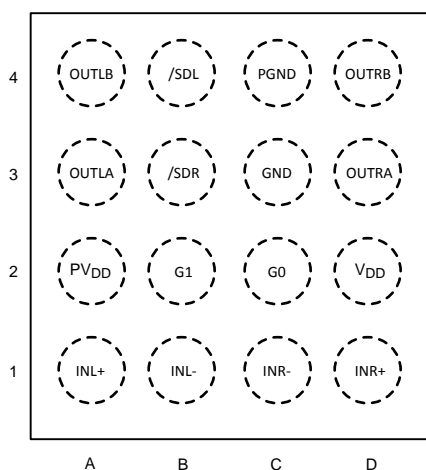 4 OUTLB /SDL PGND OUTRB
3 OUTLA /SDR GND OUTRA
2 PVDD G1 G0 VDD
1 INL+ INL- INR- INR+
A B C D